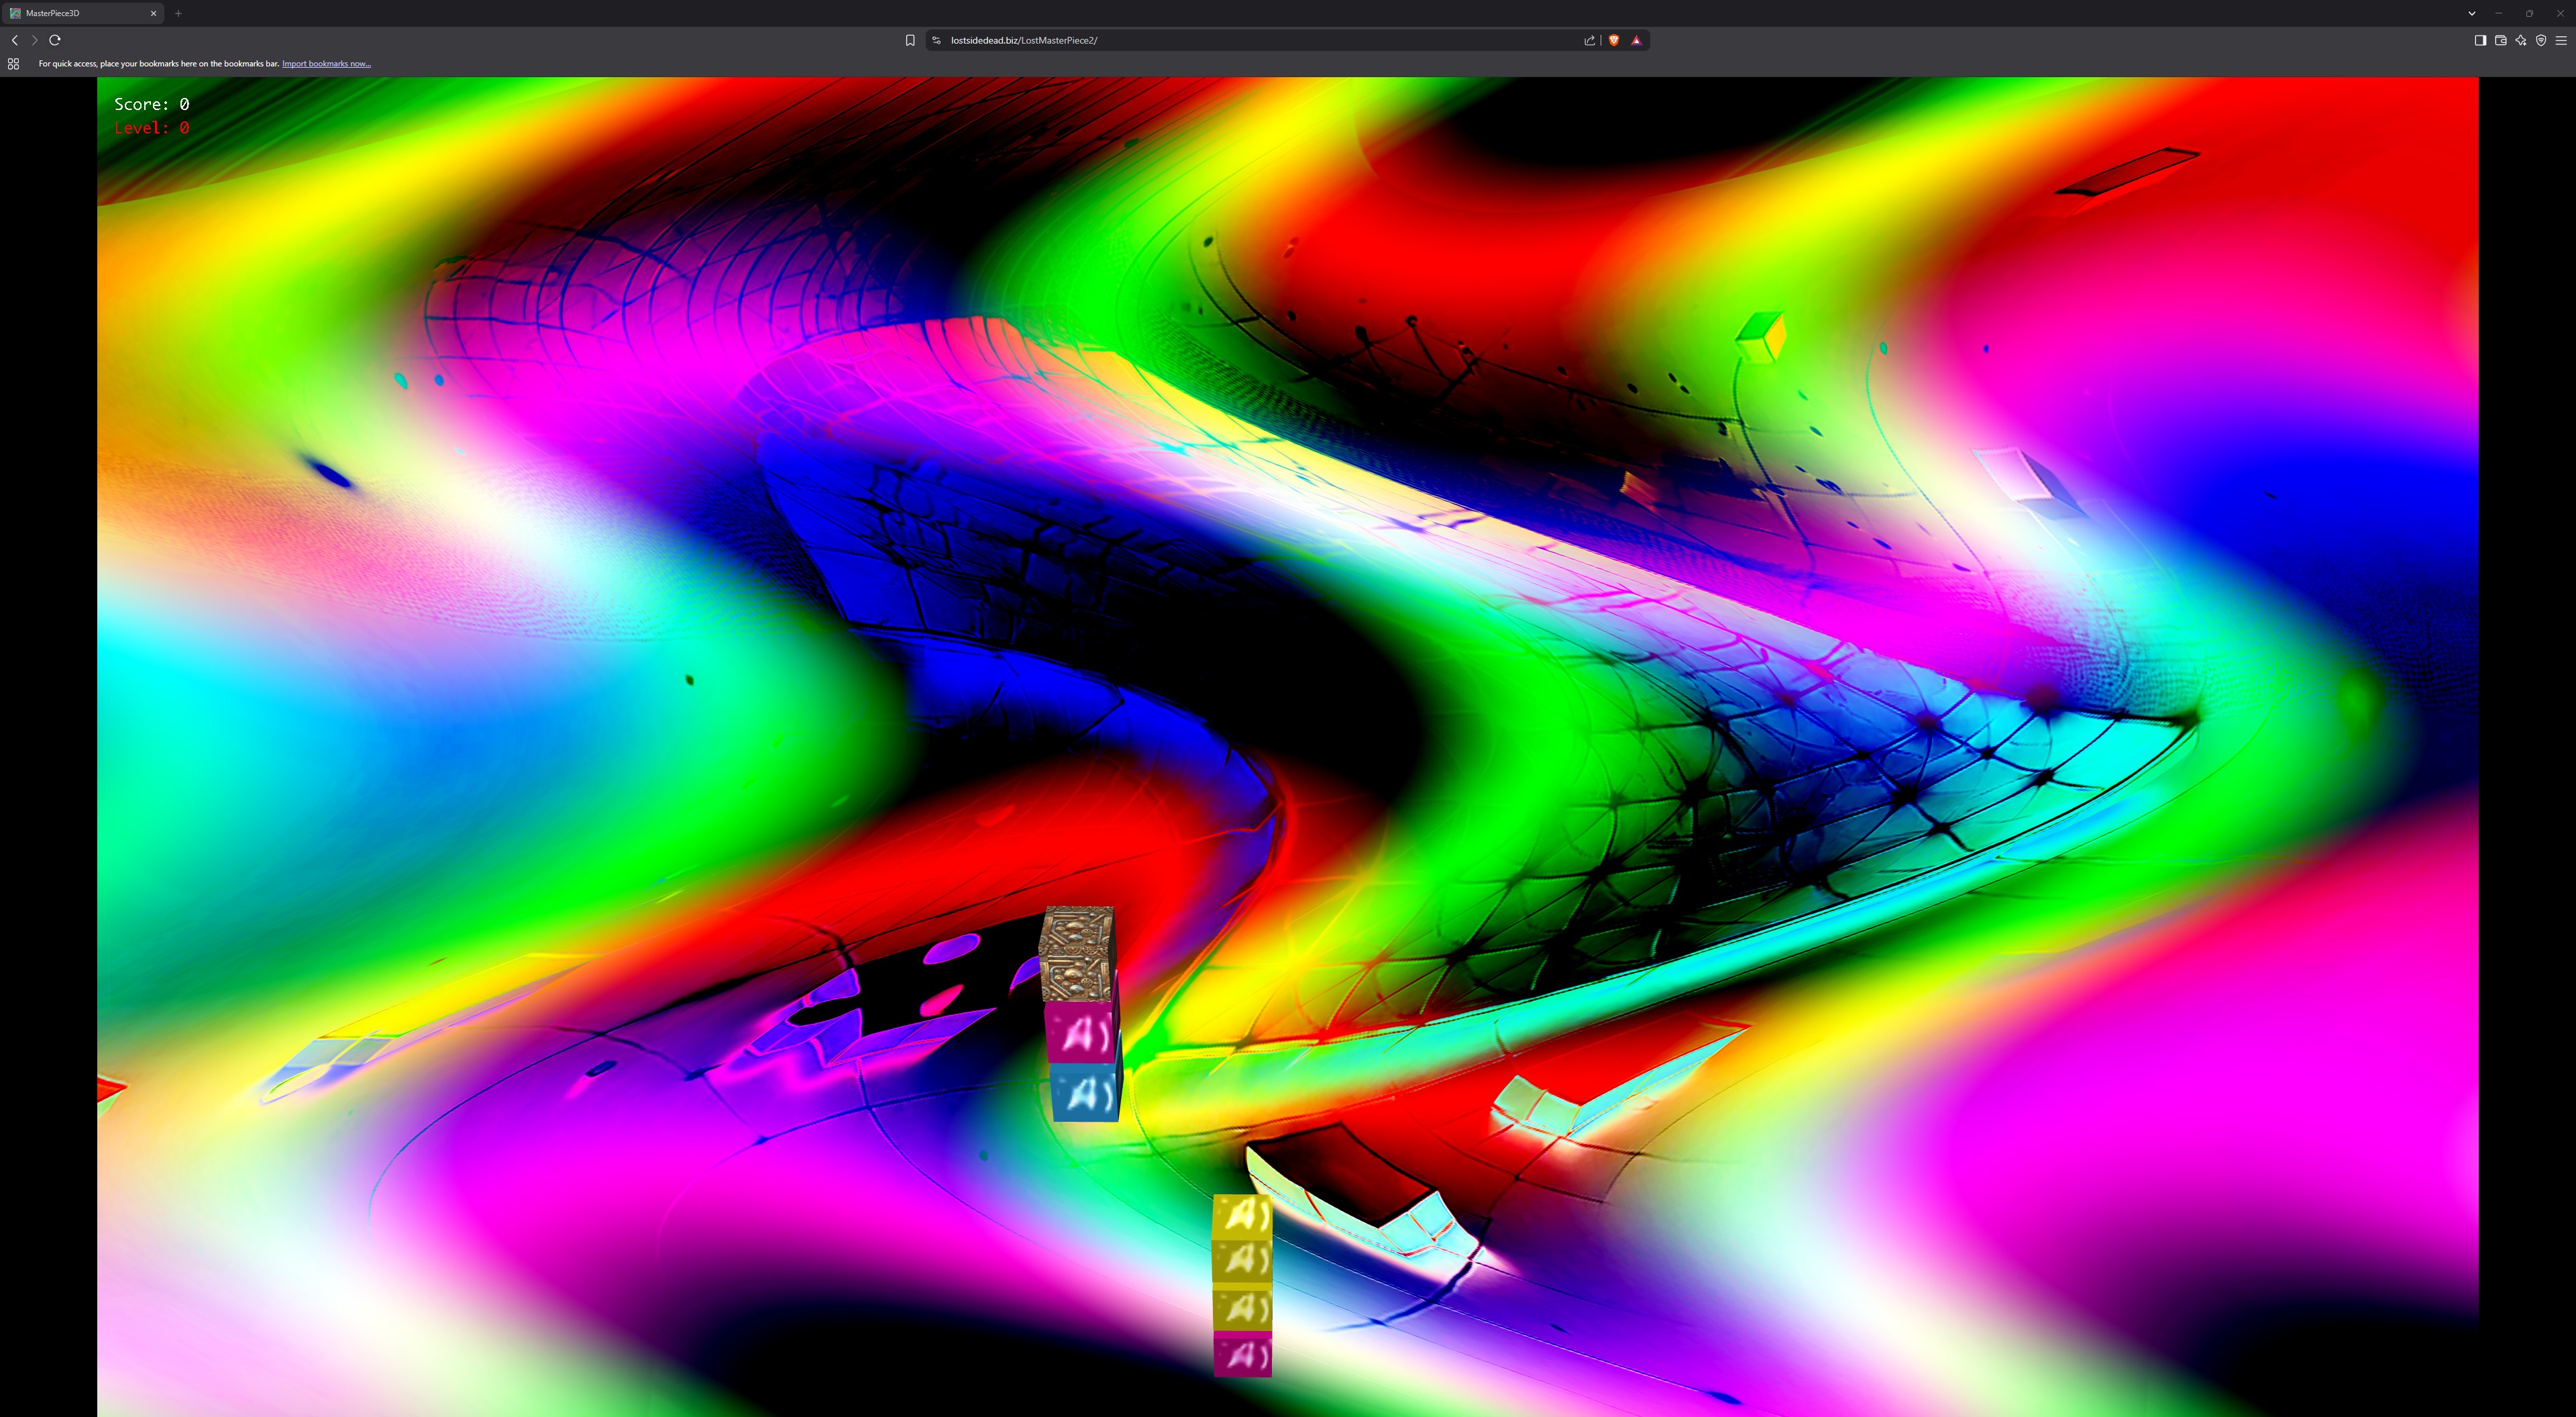 MasterPiece3D
lostsidedead.biz/LostMasterPiece2/
For quick access, place your bookmarks here on the bookmarks bar. Import bookmarks now...
Score: 0
Level: 0